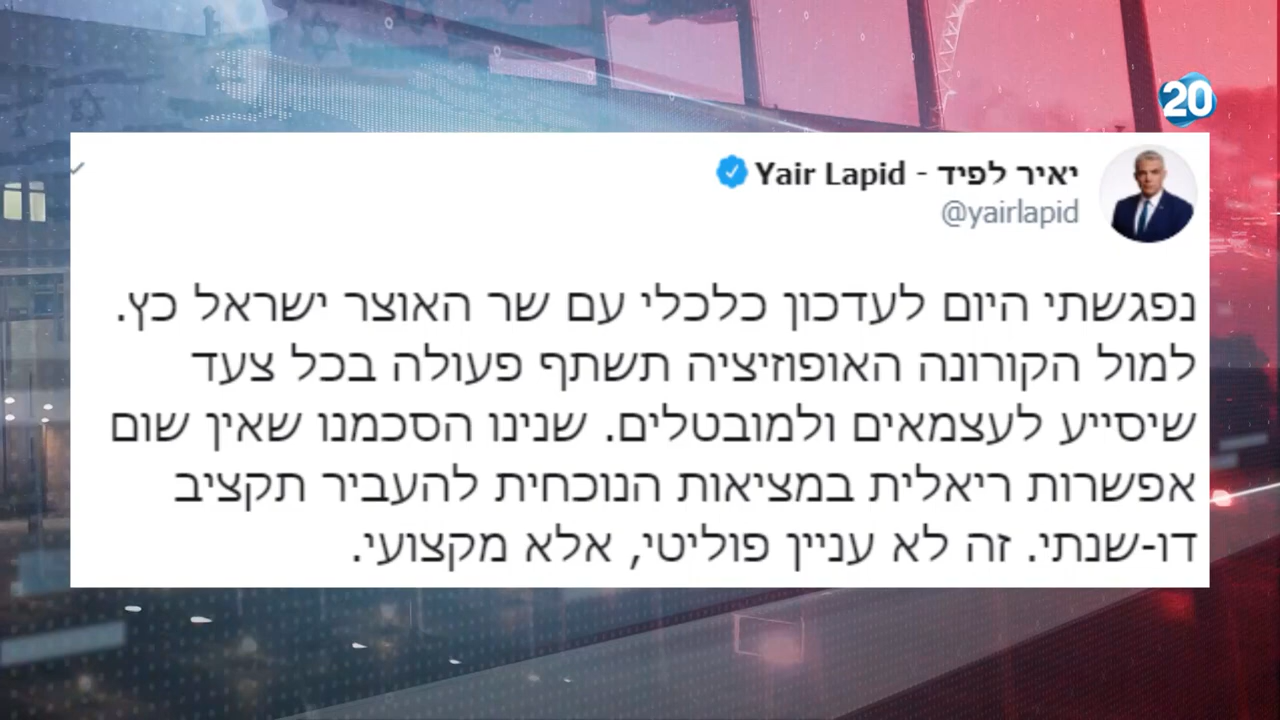 20
יאיר לפיד - Yair Lapid
@yairlapid
נפגשתי היום לעדכון כלכלי עם שר האוצר ישראל כץ.
למול הקורונה האופוזיציה תשתף פעולה בכל צעד
שיסייע לעצמאים ולמובטלים. שנינו הסכמנו שאין שום
אפשרות ריאלית במציאות הנוכחית להעביר תקציב
דו-שנתי. זה לא עניין פוליטי, אלא מקצועי.